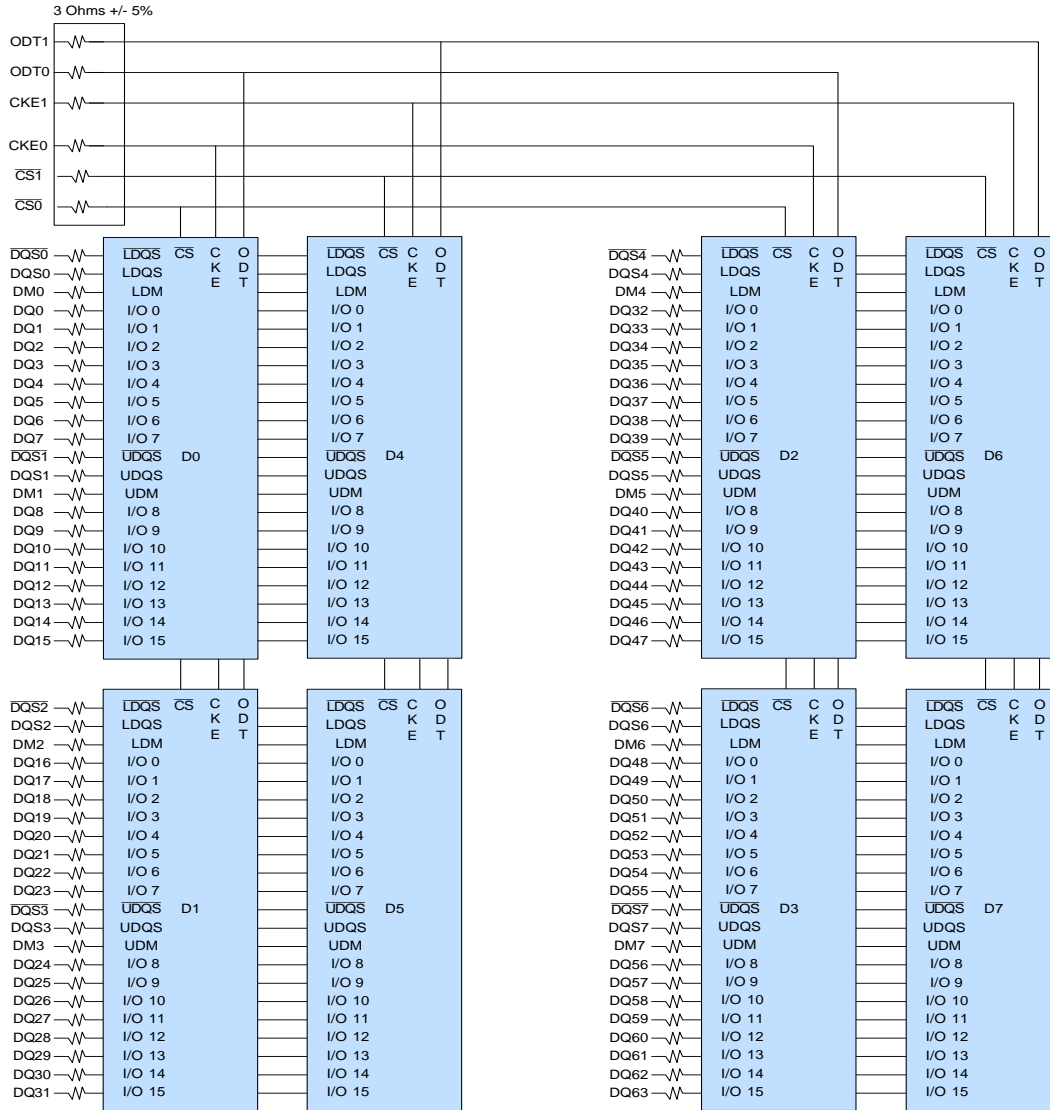 3 Ohms +/- 5%
ODT1
ODT0
CKE1
CKE0
CS1
CS0
DQS0 LDQS CS C O LDQS CS C O DQS4 LDQS CS C O LDQS CS C O
DQS0 LDQS K D LDQS K D DQS4 LDQS K D LDQS K D
DM0 LDM E T LDM E T DM4 LDM E T LDM E T
DQ0 I/O 0 I/O 0 DQ32 I/O 0 I/O 0
DQ1 I/O 1 I/O 1 DQ33 I/O 1 I/O 1
DQ2 I/O 2 I/O 2 DQ34 I/O 2 I/O 2
DQ3 I/O 3 I/O 3 DQ35 I/O 3 I/O 3
DQ4 I/O 4 I/O 4 DQ36 I/O 4 I/O 4
DQ5 I/O 5 I/O 5 DQ37 I/O 5 I/O 5
DQ6 I/O 6 I/O 6 DQ38 I/O 6 I/O 6
DQ7 I/O 7 I/O 7 DQ39 I/O 7 I/O 7
DQS1 UDQS D0 UDQS D4 DQS5 UDQS D2 UDQS D6
DQS1 UDQS UDQS DQS5 UDQS UDQS
DM1 UDM UDM DM5 UDM UDM
DQ8 I/O 8 I/O 8 DQ40 I/O 8 I/O 8
DQ9 I/O 9 I/O 9 DQ41 I/O 9 I/O 9
DQ10 I/O 10 I/O 10 DQ42 I/O 10 I/O 10
DQ11 I/O 11 I/O 11 DQ43 I/O 11 I/O 11
DQ12 I/O 12 I/O 12 DQ44 I/O 12 I/O 12
DQ13 I/O 13 I/O 13 DQ45 I/O 13 I/O 13
DQ14 I/O 14 I/O 14 DQ46 I/O 14 I/O 14
DQ15 I/O 15 I/O 15 DQ47 I/O 15 I/O 15
DQS2 LDQS CS C O LDQS CS C O DQS6 LDQS CS C O LDQS CS C O
DQS2 LDQS K D LDQS K D DQS6 LDQS K D LDQS K D
DM2 LDM E T LDM E T DM6 LDM E T LDM E T
DQ16 I/O 0 I/O 0 DQ48 I/O 0 I/O 0
DQ17 I/O 1 I/O 1 DQ49 I/O 1 I/O 1
DQ18 I/O 2 I/O 2 DQ50 I/O 2 I/O 2
DQ19 I/O 3 I/O 3 DQ51 I/O 3 I/O 3
DQ20 I/O 4 I/O 4 DQ52 I/O 4 I/O 4
DQ21 I/O 5 I/O 5 DQ53 I/O 5 I/O 5
DQ22 I/O 6 I/O 6 DQ54 I/O 6 I/O 6
DQ23 I/O 7 I/O 7 DQ55 I/O 7 I/O 7
DQS3 UDQS D1 UDQS D5 DQS7 UDQS D3 UDQS D7
DQS3 UDQS UDQS DQS7 UDQS UDQS
DM3 UDM UDM DM7 UDM UDM
DQ24 I/O 8 I/O 8 DQ56 I/O 8 I/O 8
DQ25 I/O 9 I/O 9 DQ57 I/O 9 I/O 9
DQ26 I/O 10 I/O 10 DQ58 I/O 10 I/O 10
DQ27 I/O 11 I/O 11 DQ59 I/O 11 I/O 11
DQ28 I/O 12 I/O 12 DQ60 I/O 12 I/O 12
DQ29 I/O 13 I/O 13 DQ61 I/O 13 I/O 13
DQ30 I/O 14 I/O 14 DQ62 I/O 14 I/O 14
DQ31 I/O 15 I/O 15 DQ63 I/O 15 I/O 15